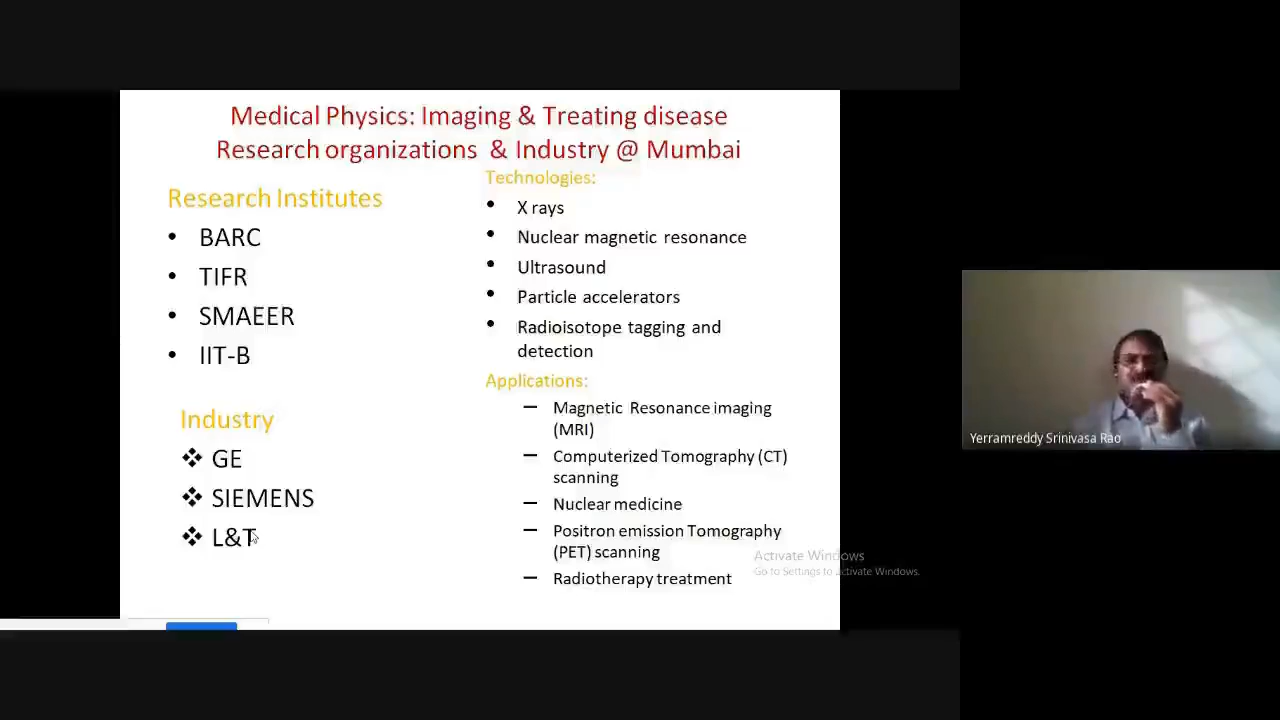 Medical Physics: Imaging & Treating disease
Research organizations & Industry @ Mumbai
Research Institutes
• BARC
• TIFR
• SMAEER
• IIT-B
Industry
❖ GE
❖ SIEMENS
❖ L&T
Technologies:
• X rays
• Nuclear magnetic resonance
• Ultrasound
• Particle accelerators
• Radioisotope tagging and
detection
Applications:
– Magnetic Resonance imaging
(MRI)
– Computerized Tomography (CT)
scanning
– Nuclear medicine
– Positron emission Tomography
(PET) scanning
– Radiotherapy treatment
Activate Windows
Go to Settings to activate Windows.
Yerramreddy Srinivasa Rao